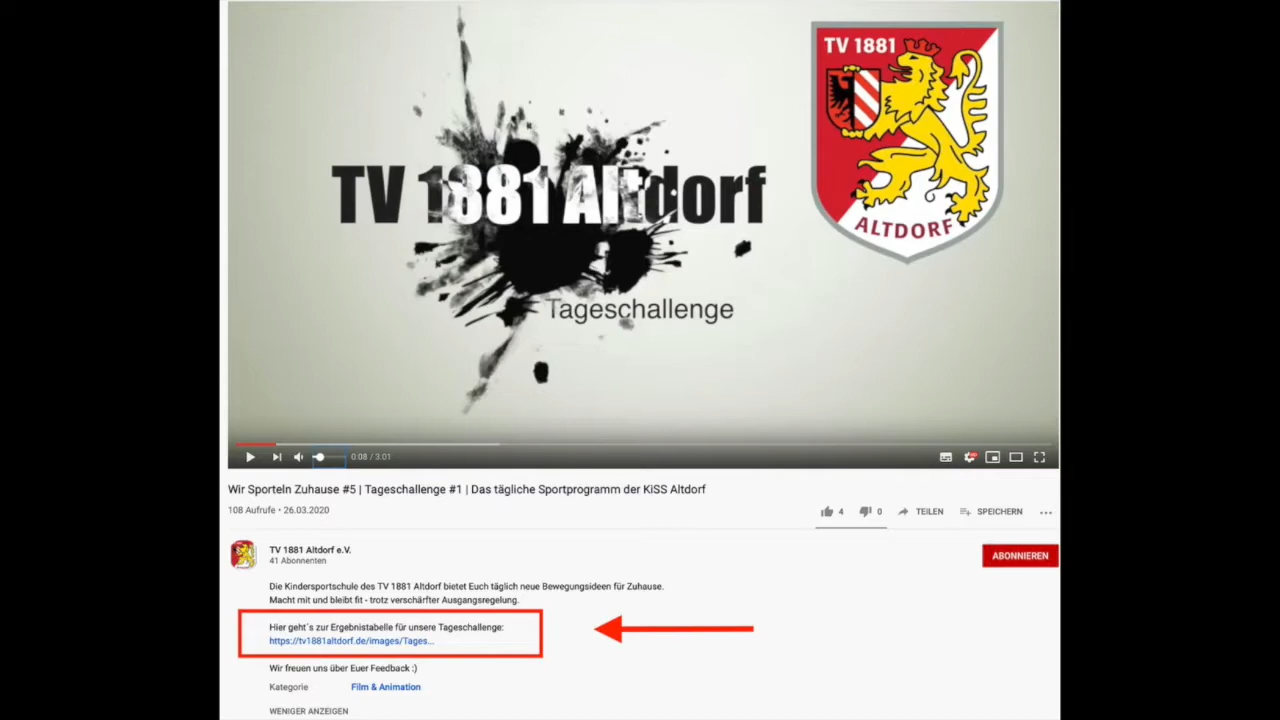 TV 1881
TV 1881 Altdorf
ALTDORF
Tageschallenge
0:08 / 3:01
Wir Sporteln Zuhause #5 | Tageschallenge #1 | Das tägliche Sportprogramm der KiSS Altdorf
108 Aufrufe • 26.03.2020
4 0 TEILEN SPEICHERN
TV 1881 Altdorf e.V.
41 Abonnenten
ABONNIEREN
Die Kindersportschule des TV 1881 Altdorf bietet Euch täglich neue Bewegungsideen für Zuhause.
Macht mit und bleibt fit - trotz verschärfter Ausgangsregelung.
Hier geht´s zur Ergebnistabelle für unsere Tageschallenge:
https://tv1881altdorf.de/images/Tages...
Wir freuen uns über Euer Feedback :)
Kategorie Film & Animation
WENIGER ANZEIGEN